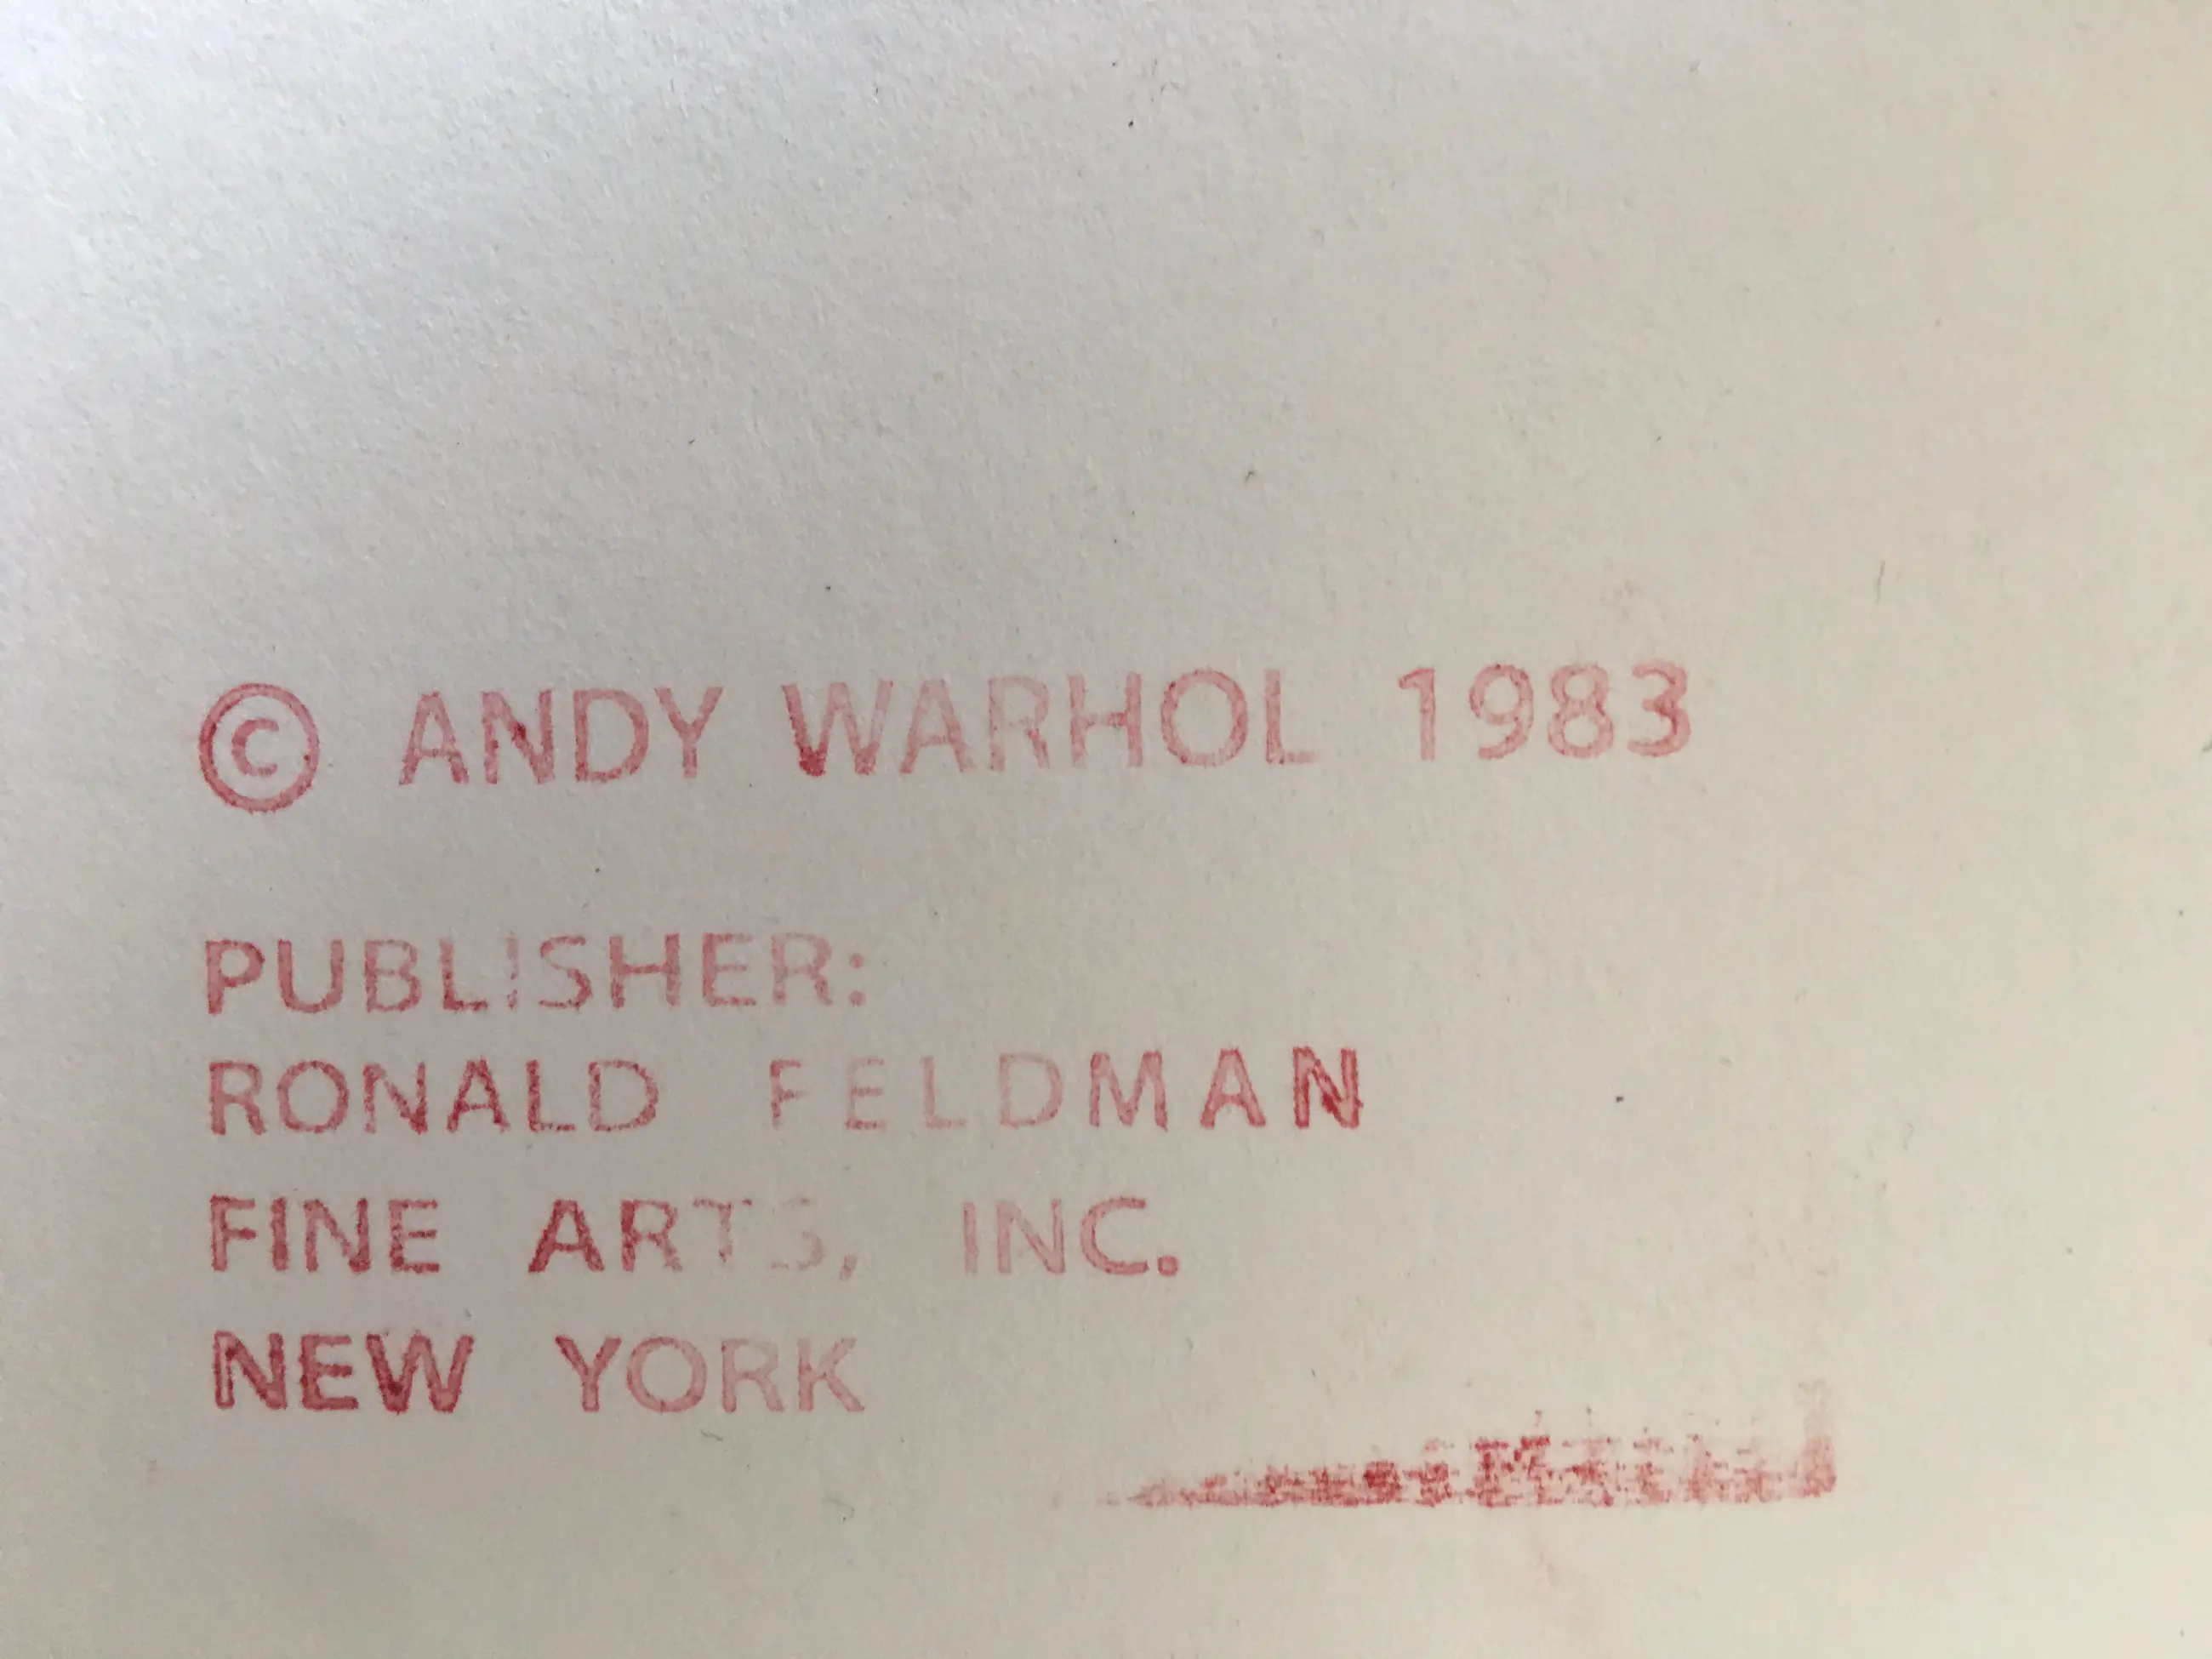 © ANDY WARHOL 1983
PUBLISHER:
RONALD FELDMAN
FINE ARTS, INC.
NEW YORK